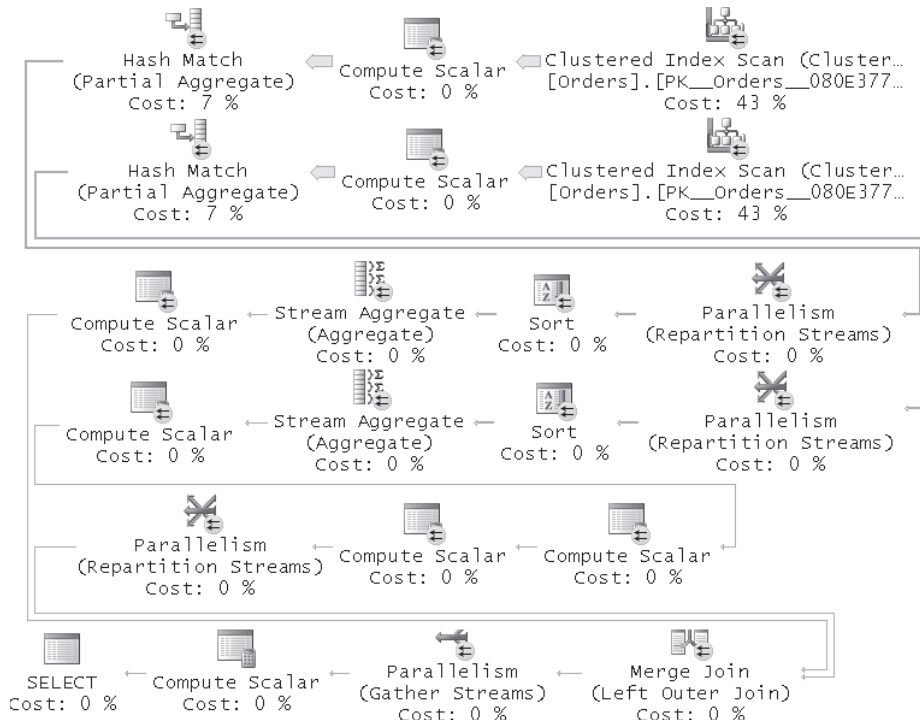 Hash Match
(Partial Aggregate)
Cost: 7 %
Compute Scalar
Cost: 0 %
Clustered Index Scan (Cluster…
[Orders].[PK__Orders__080E377…
Cost: 43 %
Hash Match
(Partial Aggregate)
Cost: 7 %
Compute Scalar
Cost: 0 %
Clustered Index Scan (Cluster…
[Orders].[PK__Orders__080E377…
Cost: 43 %
Compute Scalar
Cost: 0 %
Stream Aggregate
(Aggregate)
Cost: 0 %
Sort
Cost: 0 %
Parallelism
(Repartition Streams)
Cost: 0 %
Compute Scalar
Cost: 0 %
Stream Aggregate
(Aggregate)
Cost: 0 %
Sort
Cost: 0 %
Parallelism
(Repartition Streams)
Cost: 0 %
Parallelism
(Repartition Streams)
Cost: 0 %
Compute Scalar
Cost: 0 %
Compute Scalar
Cost: 0 %
SELECT
Cost: 0 %
Compute Scalar
Cost: 0 %
Parallelism
(Gather Streams)
Cost: 0 %
Merge Join
(Left Outer Join)
Cost: 0 %